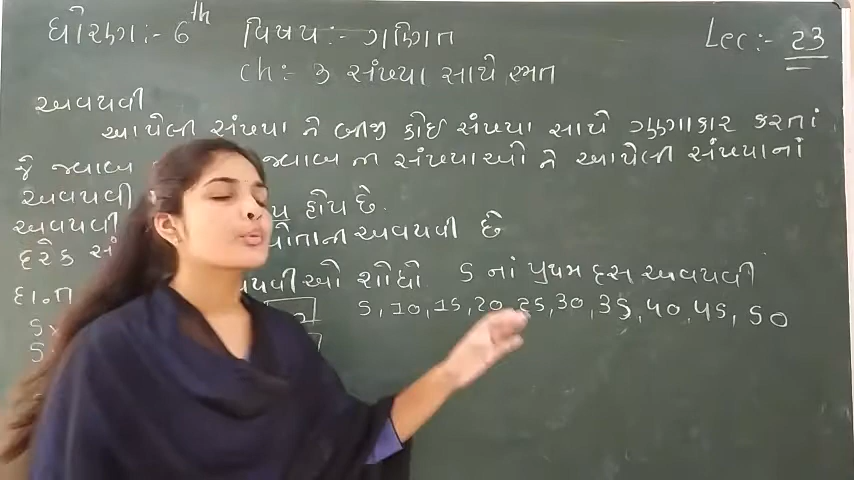 ધોરણ:- 6th વિષય:- ગણિત Lec:- 23
ch:- 3 સંખ્યા સાથે રમત
અવયવી
આપેલી સંખ્યા ને બીજી કોઈ સંખ્યા સાથે ગુણાકાર કરતાં
જે જવાબ જવાબ ના સંખ્યાઓ ને આપેલી સંખ્યાનાં
અવયવી હોય છે.
અવયવી પોતાની અવયવી છે
દરેક સં
દા.ત અવયવીઓ શોધો 5 નાં પ્રથમ દસ અવયવી
5x 5, 10, 15, 20, 25, 30, 35, 40, 45, 50
5